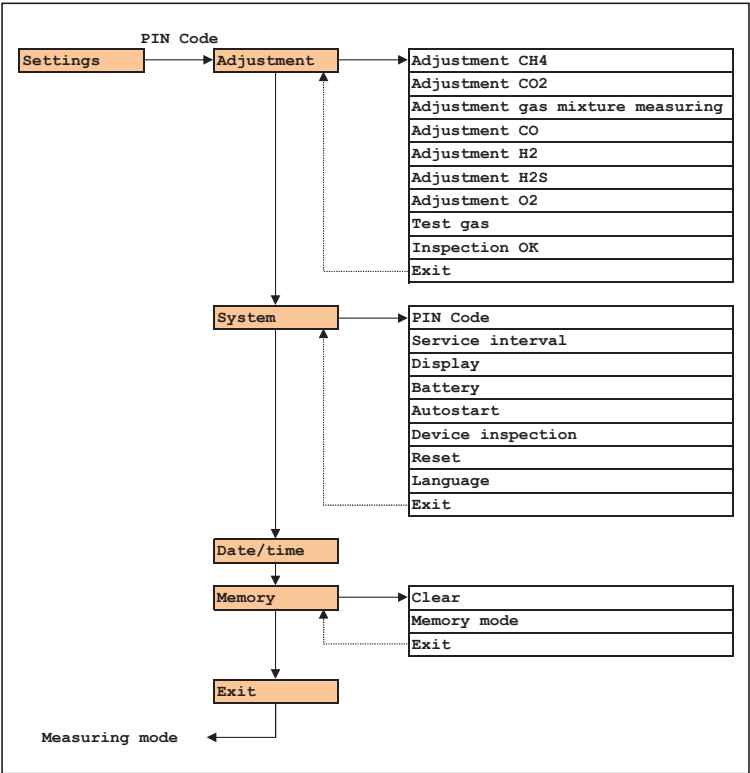 PIN Code
Settings
Adjustment
Adjustment CH4
Adjustment CO2
Adjustment gas mixture measuring
Adjustment CO
Adjustment H2
Adjustment H2S
Adjustment O2
Test gas
Inspection OK
Exit
System
PIN Code
Service interval
Display
Battery
Autostart
Device inspection
Reset
Language
Exit
Date/time
Memory
Clear
Memory mode
Exit
Exit
Measuring mode